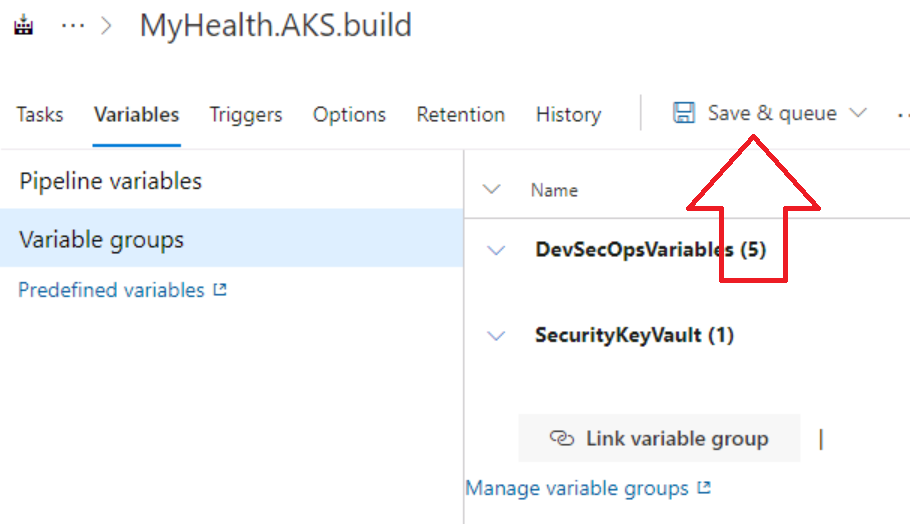 ··· > MyHealth.AKS.build
Tasks Variables Triggers Options Retention History Save & queue ..
Pipeline variables
Variable groups
Predefined variables
Name
DevSecOpsVariables (5)
SecurityKeyVault (1)
Link variable group |
Manage variable groups